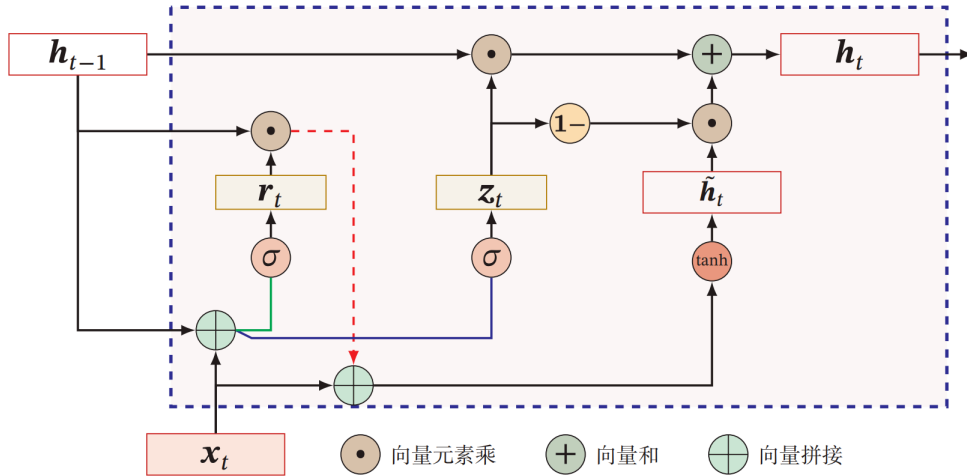 h_{t−1}
h_t
1−
r_t
z_t
h̃_t
σ
σ
tanh
x_t
向量元素乘
向量和
向量拼接